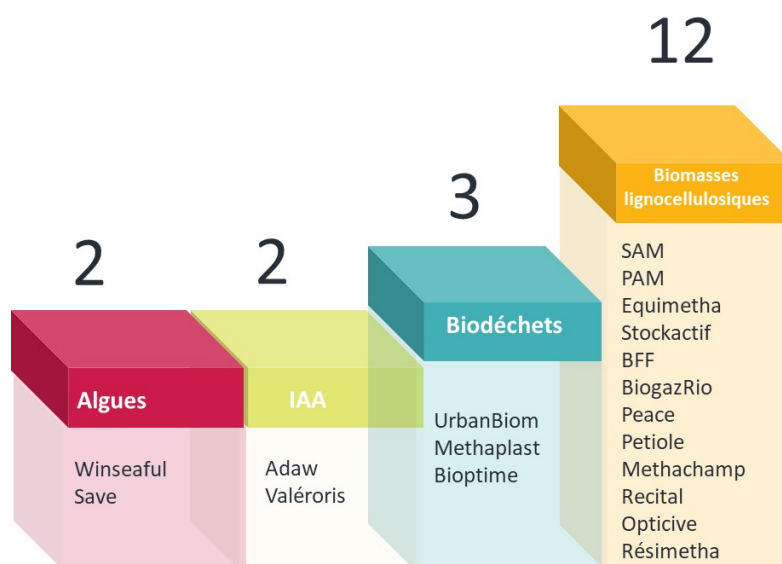 2
Algues
Winseaful
Save
2
IAA
Adaw
Valéroris
3
Biodéchets
UrbanBiom
Methaplast
Bioptime
12
Biomasses
lignocellulosiques
SAM
PAM
Equimetha
Stockactif
BFF
BiogazRio
Peace
Petiole
Methachamp
Recital
Opticive
Résimetha